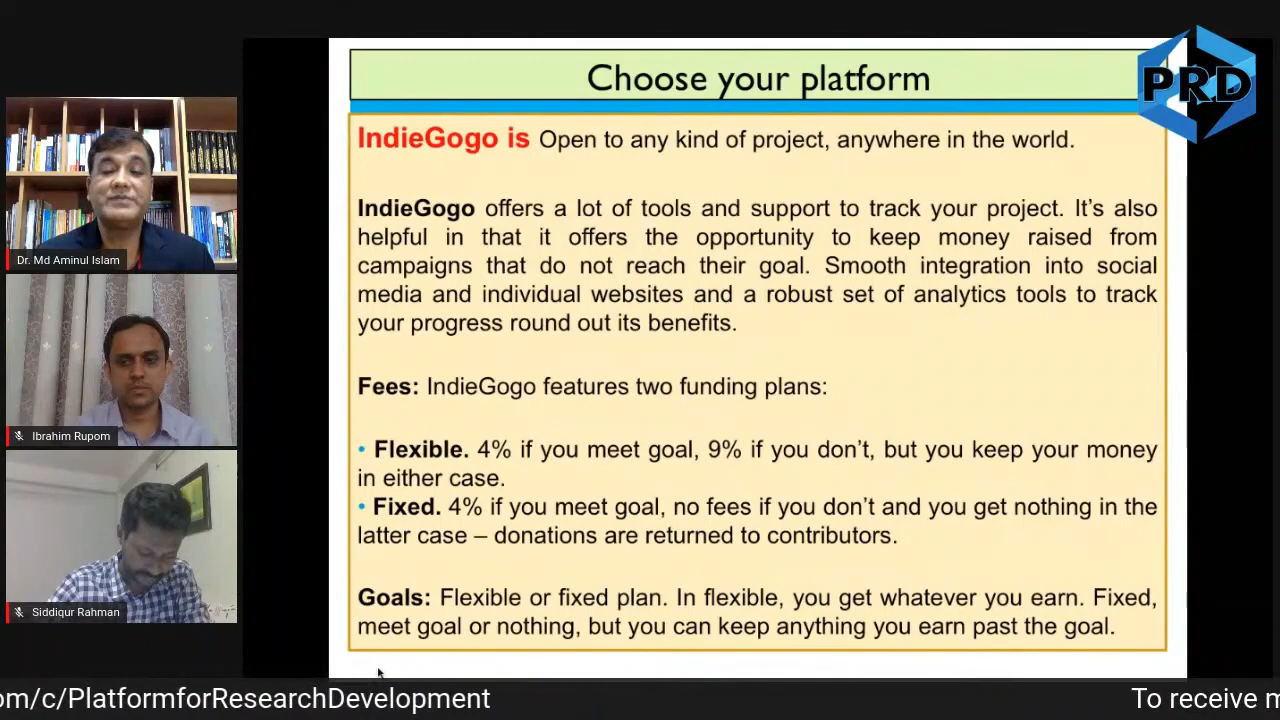 Choose your platform
PRD
IndieGogo is Open to any kind of project, anywhere in the world.
IndieGogo offers a lot of tools and support to track your project. It's also
helpful in that it offers the opportunity to keep money raised from
campaigns that do not reach their goal. Smooth integration into social
media and individual websites and a robust set of analytics tools to track
your progress round out its benefits.
Fees: IndieGogo features two funding plans:
• Flexible. 4% if you meet goal, 9% if you don't, but you keep your money
in either case.
• Fixed. 4% if you meet goal, no fees if you don't and you get nothing in the
latter case – donations are returned to contributors.
Goals: Flexible or fixed plan. In flexible, you get whatever you earn. Fixed,
meet goal or nothing, but you can keep anything you earn past the goal.
Dr. Md Aminul Islam
Ibrahim Rupom
Siddiqur Rahman
om/c/PlatformforResearchDevelopment
To receive m